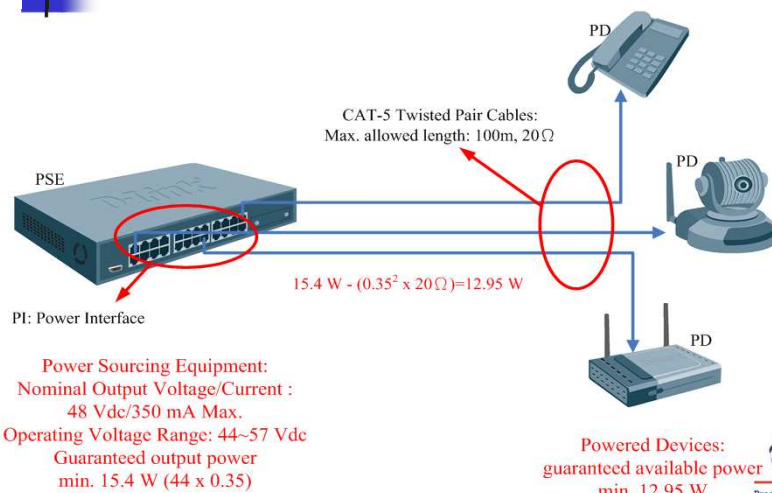 PD
CAT-5 Twisted Pair Cables:
Max. allowed length: 100m, 20Ω
PSE
D-Link
PD
15.4 W - (0.35² x 20Ω)=12.95 W
PI: Power Interface
PD
Power Sourcing Equipment:
Nominal Output Voltage/Current :
48 Vdc/350 mA Max.
Operating Voltage Range: 44~57 Vdc
Guaranteed output power
min. 15.4 W (44 x 0.35)
Powered Devices:
guaranteed available power
min. 12.95 W